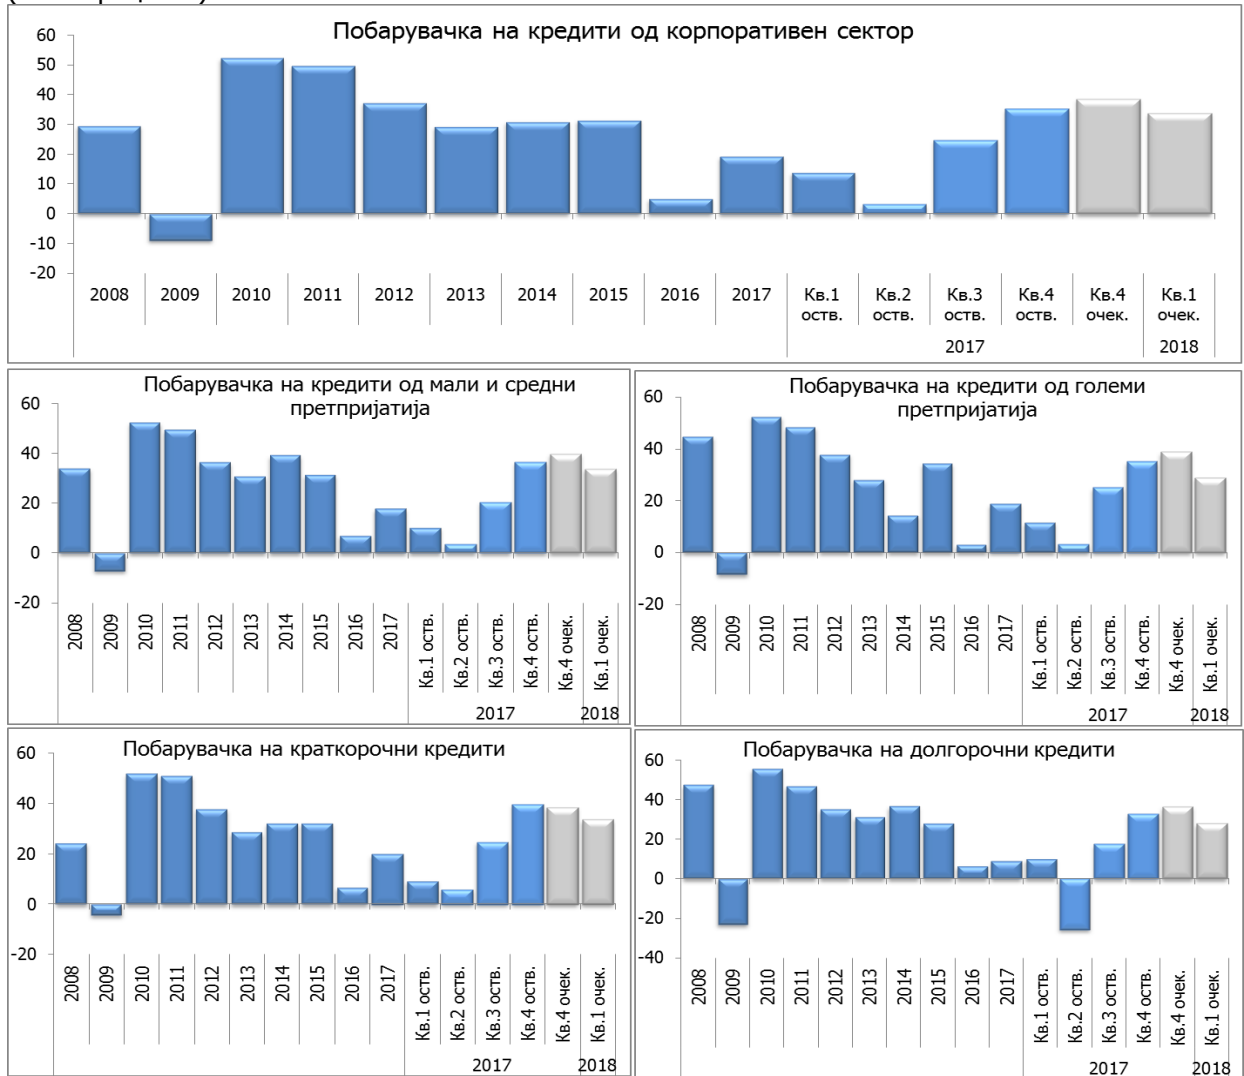 Побарувачка на кредити од корпоративен сектор
60
50
40
30
20
10
0
-10
-20
2008 2009 2010 2011 2012 2013 2014 2015 2016 2017 Кв.1 Кв.2 Кв.3 Кв.4 Кв.4 Кв.1
оств. оств. оств. оств. очек. очек.
2017 2018
Побарувачка на кредити од мали и средни
претпријатија
60
40
20
0
-20
2008 2009 2010 2011 2012 2013 2014 2015 2016 2017 Кв.1 оств. Кв.2 оств. Кв.3 оств. Кв.4 оств. Кв.4 очек. Кв.1 очек.
2017 2018
Побарувачка на кредити од големи
претпријатија
60
40
20
0
-20
2008 2009 2010 2011 2012 2013 2014 2015 2016 2017 Кв.1 оств. Кв.2 оств. Кв.3 оств. Кв.4 оств. Кв.4 очек. Кв.1 очек.
2017 2018
Побарувачка на краткорочни кредити
60
40
20
0
-20
2008 2009 2010 2011 2012 2013 2014 2015 2016 2017 Кв.1 оств. Кв.2 оств. Кв.3 оств. Кв.4 оств. Кв.4 очек. Кв.1 очек.
2017 2018
Побарувачка на долгорочни кредити
60
40
20
0
-20
-40
2008 2009 2010 2011 2012 2013 2014 2015 2016 2017 Кв.1 оств. Кв.2 оств. Кв.3 оств. Кв.4 оств. Кв.4 очек. Кв.1 очек.
2017 2018